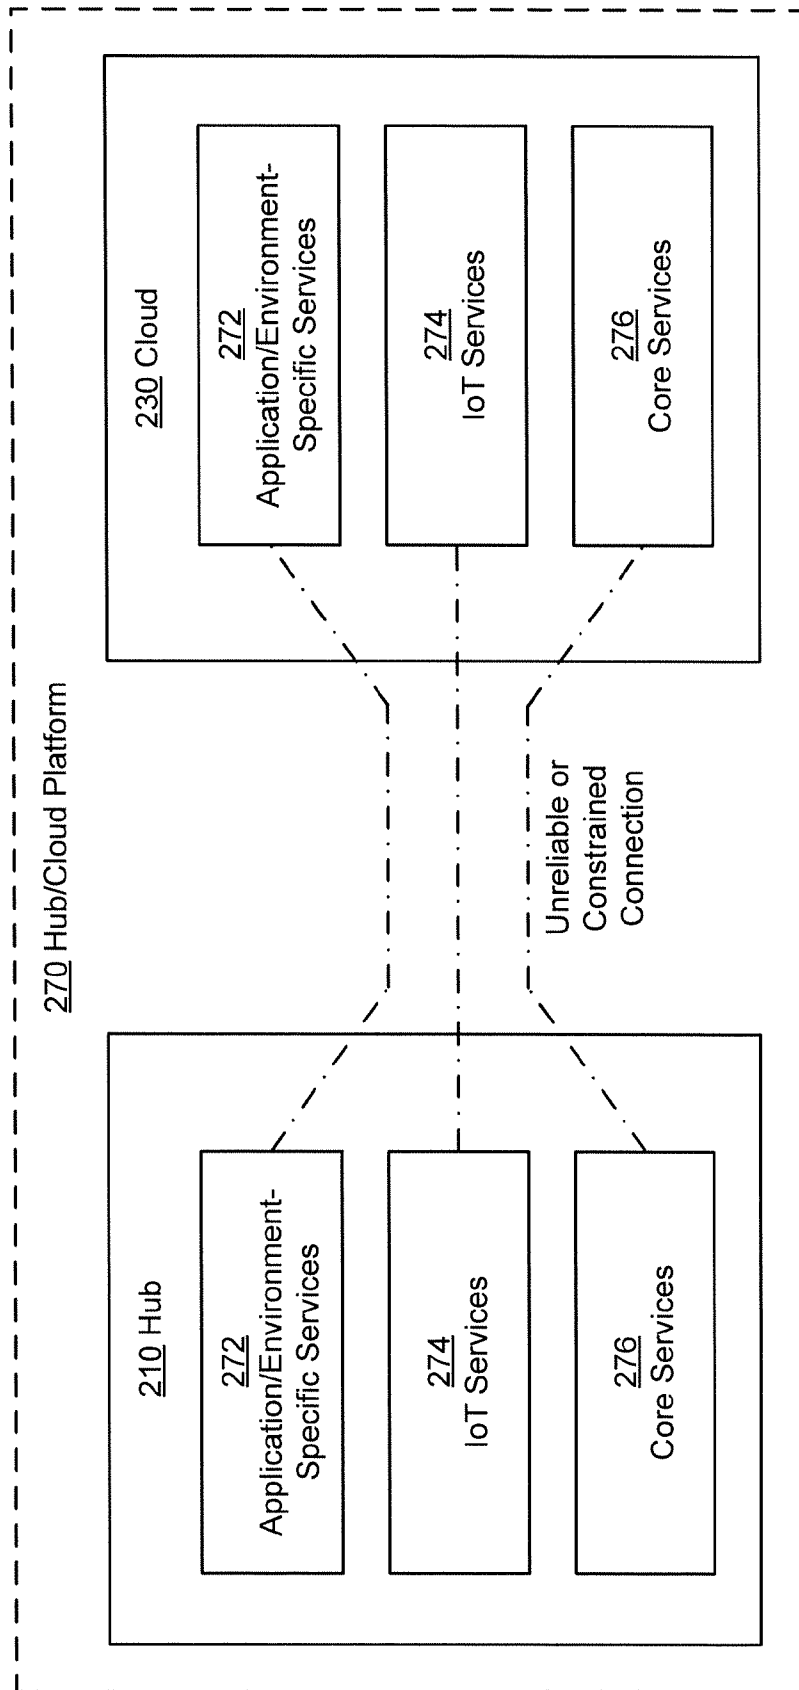 270 Hub/Cloud Platform
210 Hub
272
Application/Environment-
Specific Services
274
IoT Services
276
Core Services
Unreliable or
Constrained
Connection
230 Cloud
272
Application/Environment-
Specific Services
274
IoT Services
276
Core Services